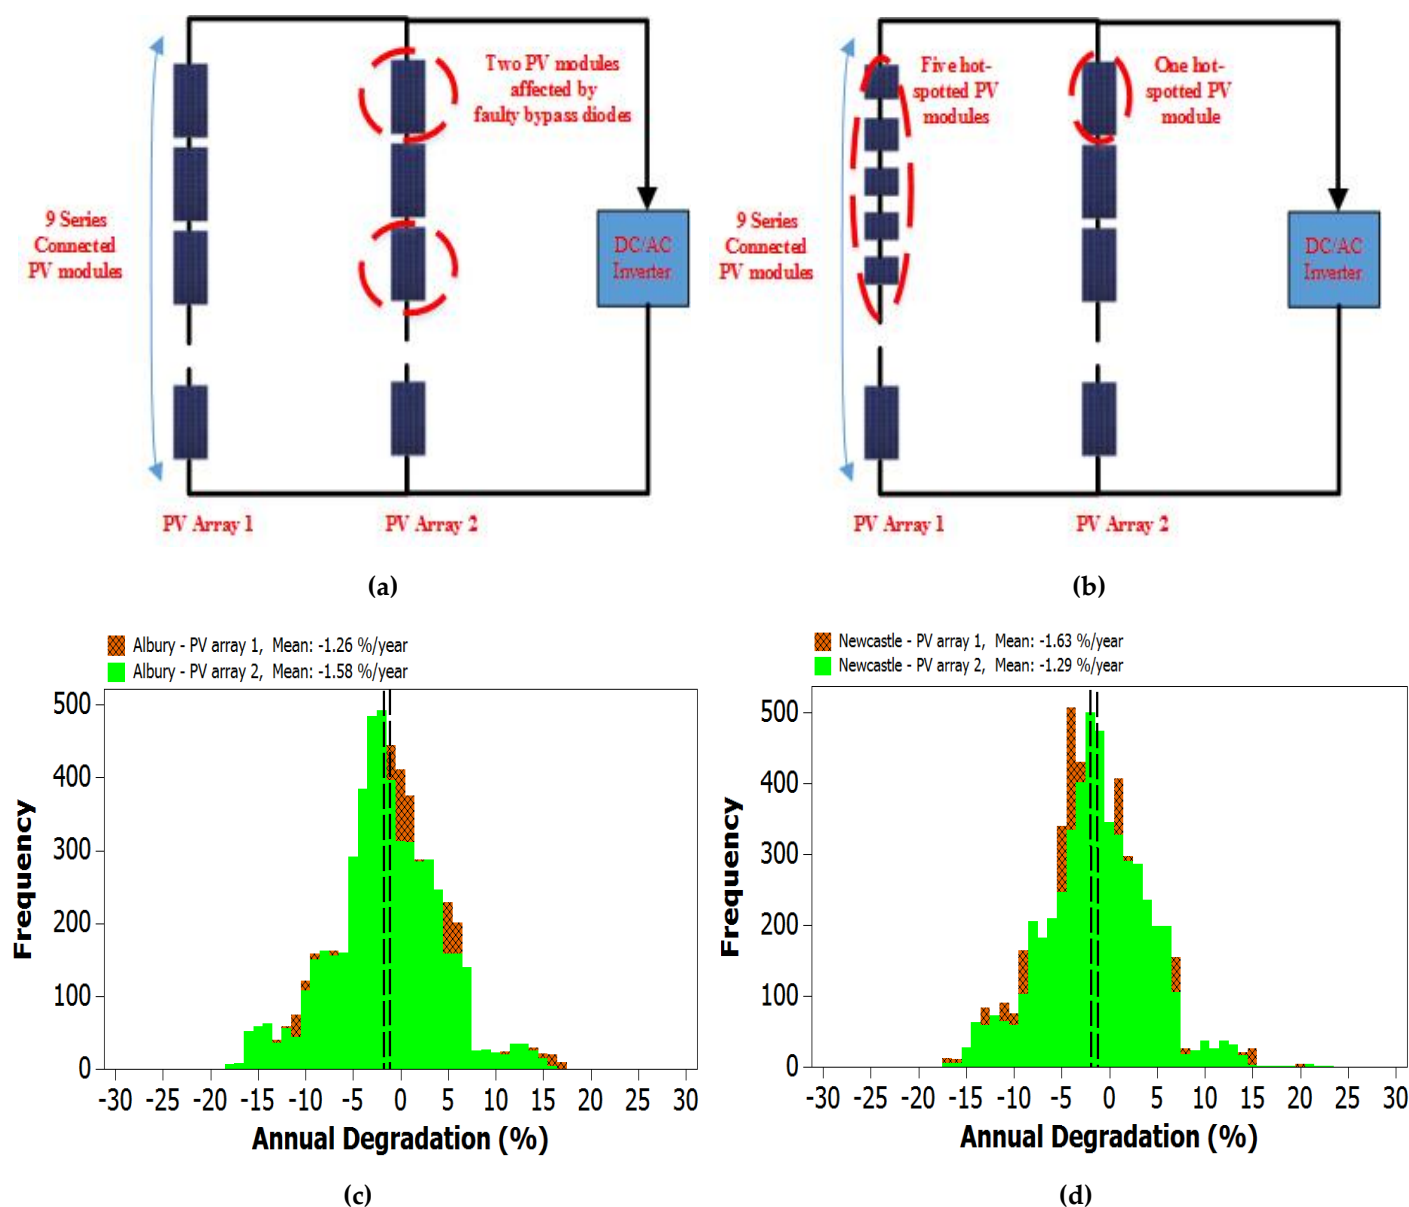 Two PV modules
affected by
faulty bypass diodes
9 Series
Connected
PV modules
DC/AC
Inverter
PV Array 1
PV Array 2
(a)
Five hot-
spotted PV
modules
One hot-
spotted PV
module
9 Series
Connected
PV modules
DC/AC
Inverter
PV Array 1
PV Array 2
(b)
Albury - PV array 1, Mean: -1.26 %/year
Albury - PV array 2, Mean: -1.58 %/year
500
400
300
200
100
0
Frequency
-30 -25 -20 -15 -10 -5 0 5 10 15 20 25 30
Annual Degradation (%)
(c)
Newcastle - PV array 1, Mean: -1.63 %/year
Newcastle - PV array 2, Mean: -1.29 %/year
500
400
300
200
100
0
Frequency
-30 -25 -20 -15 -10 -5 0 5 10 15 20 25 30
Annual Degradation (%)
(d)